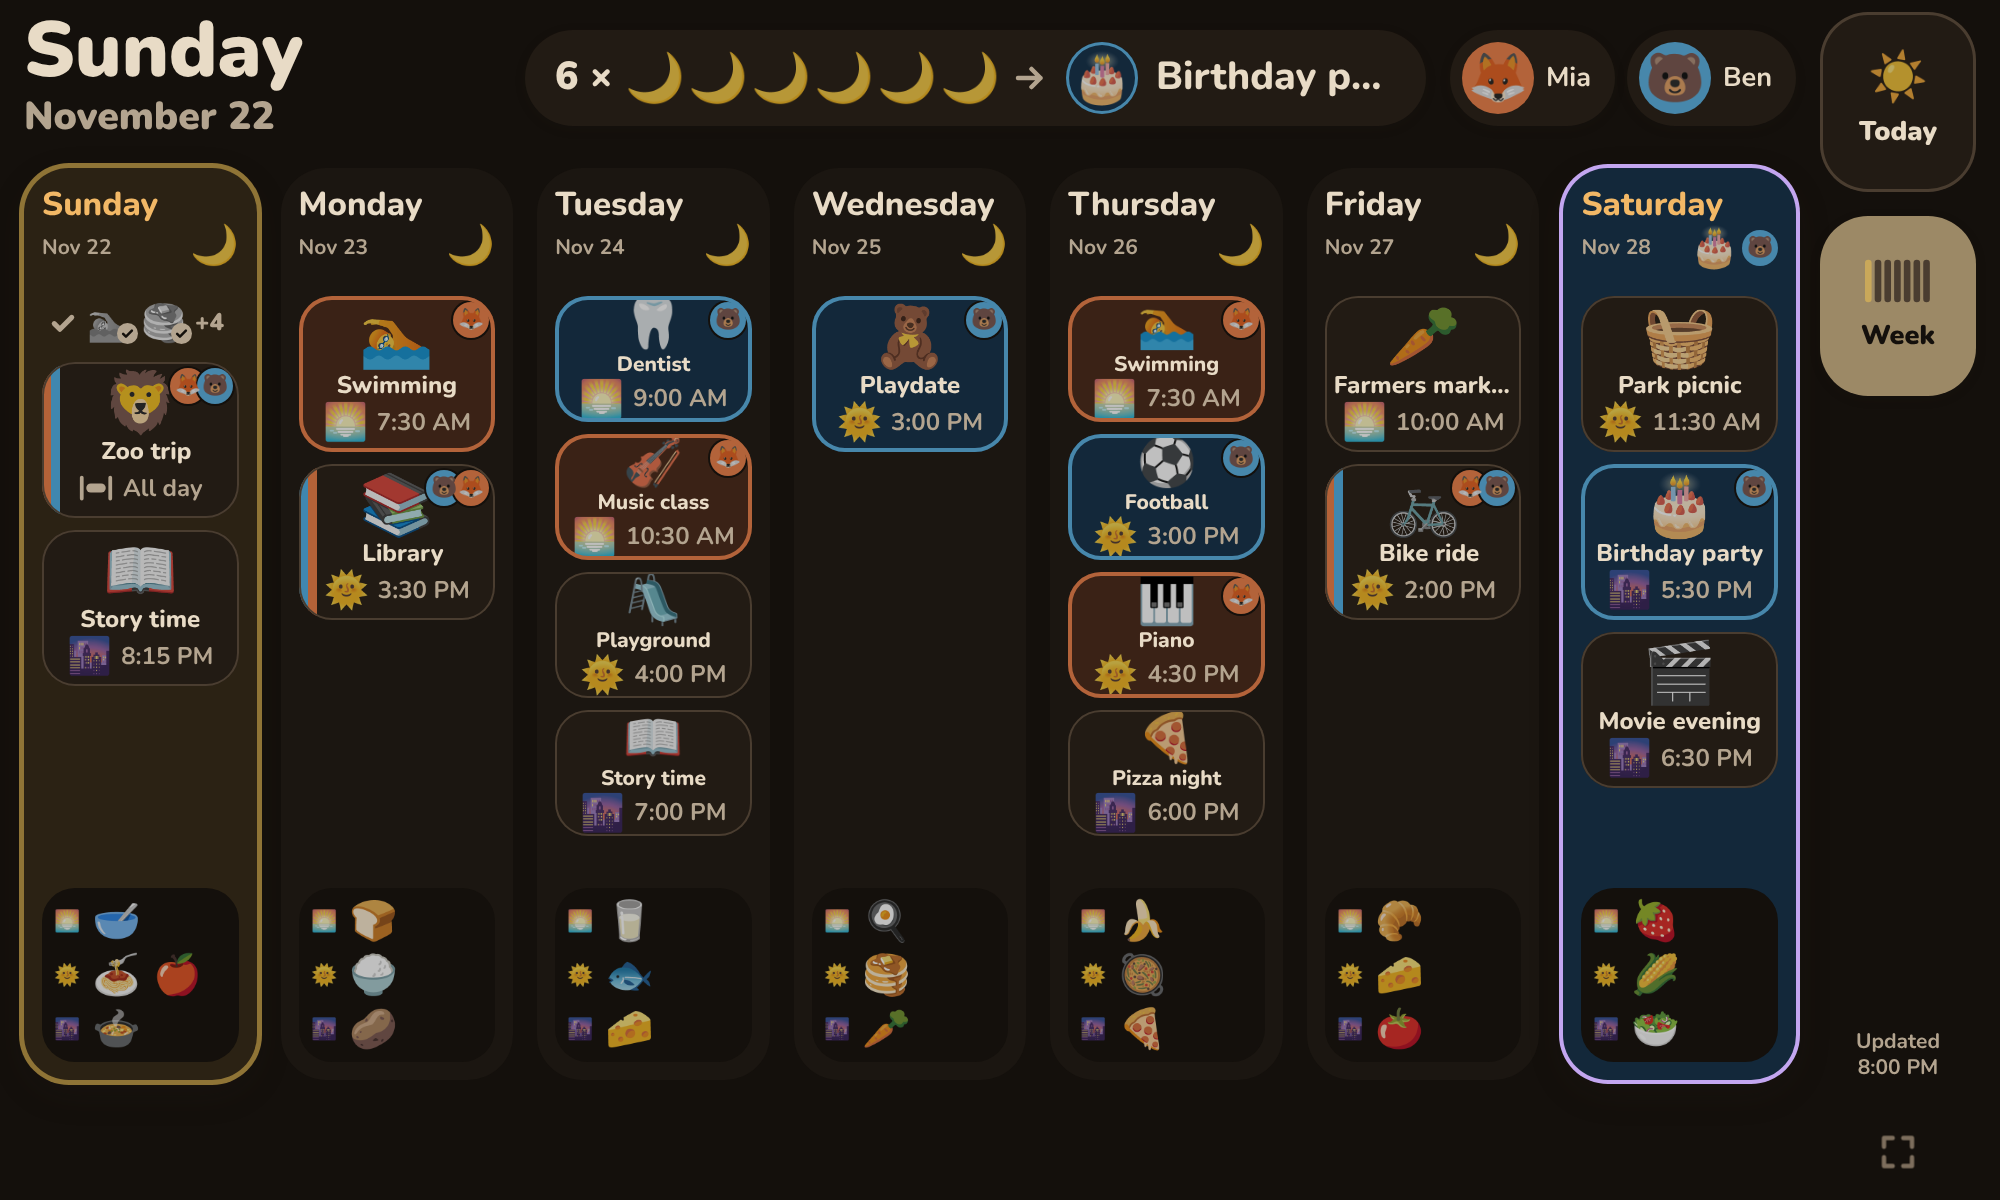 Sunday
November 22
6 ×
Birthday p...
Mia
Ben
Today
Week
Updated
8:00 PM
Sunday
Nov 22
+4
Zoo trip
All day
Story time
8:15 PM
Monday
Nov 23
Swimming
7:30 AM
Library
3:30 PM
Tuesday
Nov 24
Dentist
9:00 AM
Music class
10:30 AM
Playground
4:00 PM
Story time
7:00 PM
Wednesday
Nov 25
Playdate
3:00 PM
Thursday
Nov 26
Swimming
7:30 AM
Football
3:00 PM
Piano
4:30 PM
Pizza night
6:00 PM
Friday
Nov 27
Farmers mark...
10:00 AM
Bike ride
2:00 PM
Saturday
Nov 28
Park picnic
11:30 AM
Birthday party
5:30 PM
Movie evening
6:30 PM